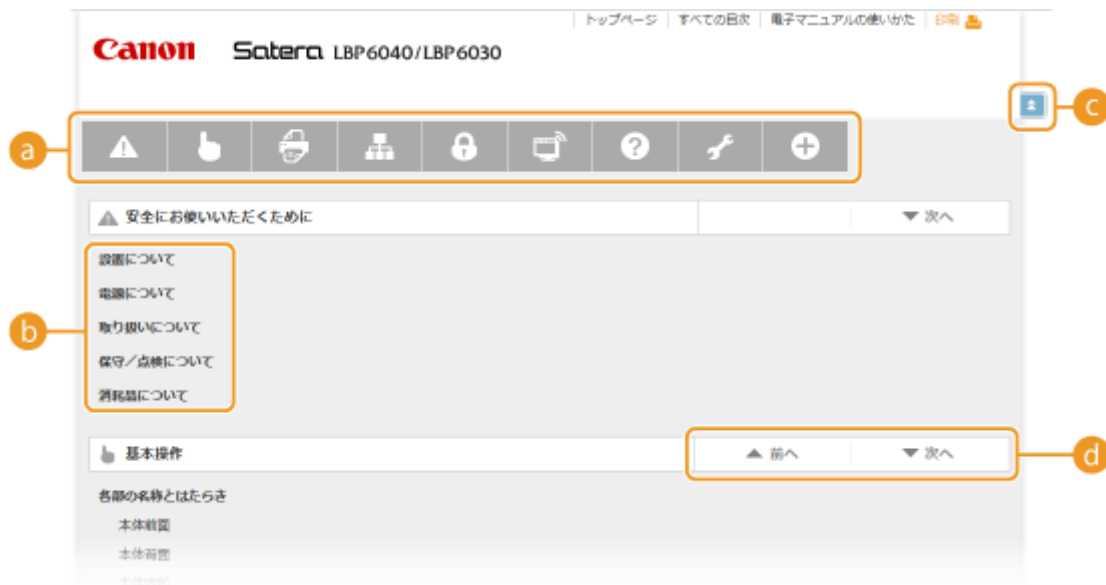 トップページ すべての目次 電子マニュアルの使いかた 印刷
Canon Satera LBP6040/LBP6030
c
a
安全にお使いいただくために ▼ 次へ
設置について
電源について
取り扱いについて
b
保守/点検について
消耗品について
基本操作 ▲ 前へ ▼ 次へ
d
各部の名称とはたらき
本体前面
本体背面
本体内部